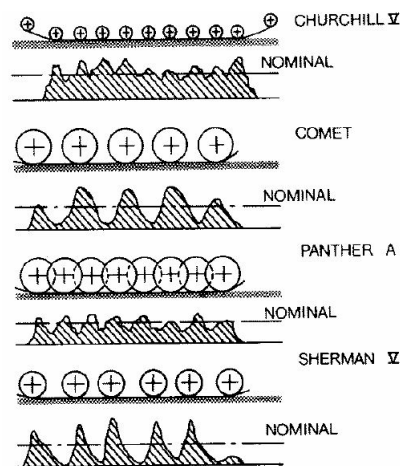 CHURCHILL V
NOMINAL
COMET
NOMINAL
PANTHER A
NOMINAL
SHERMAN V
NOMINAL